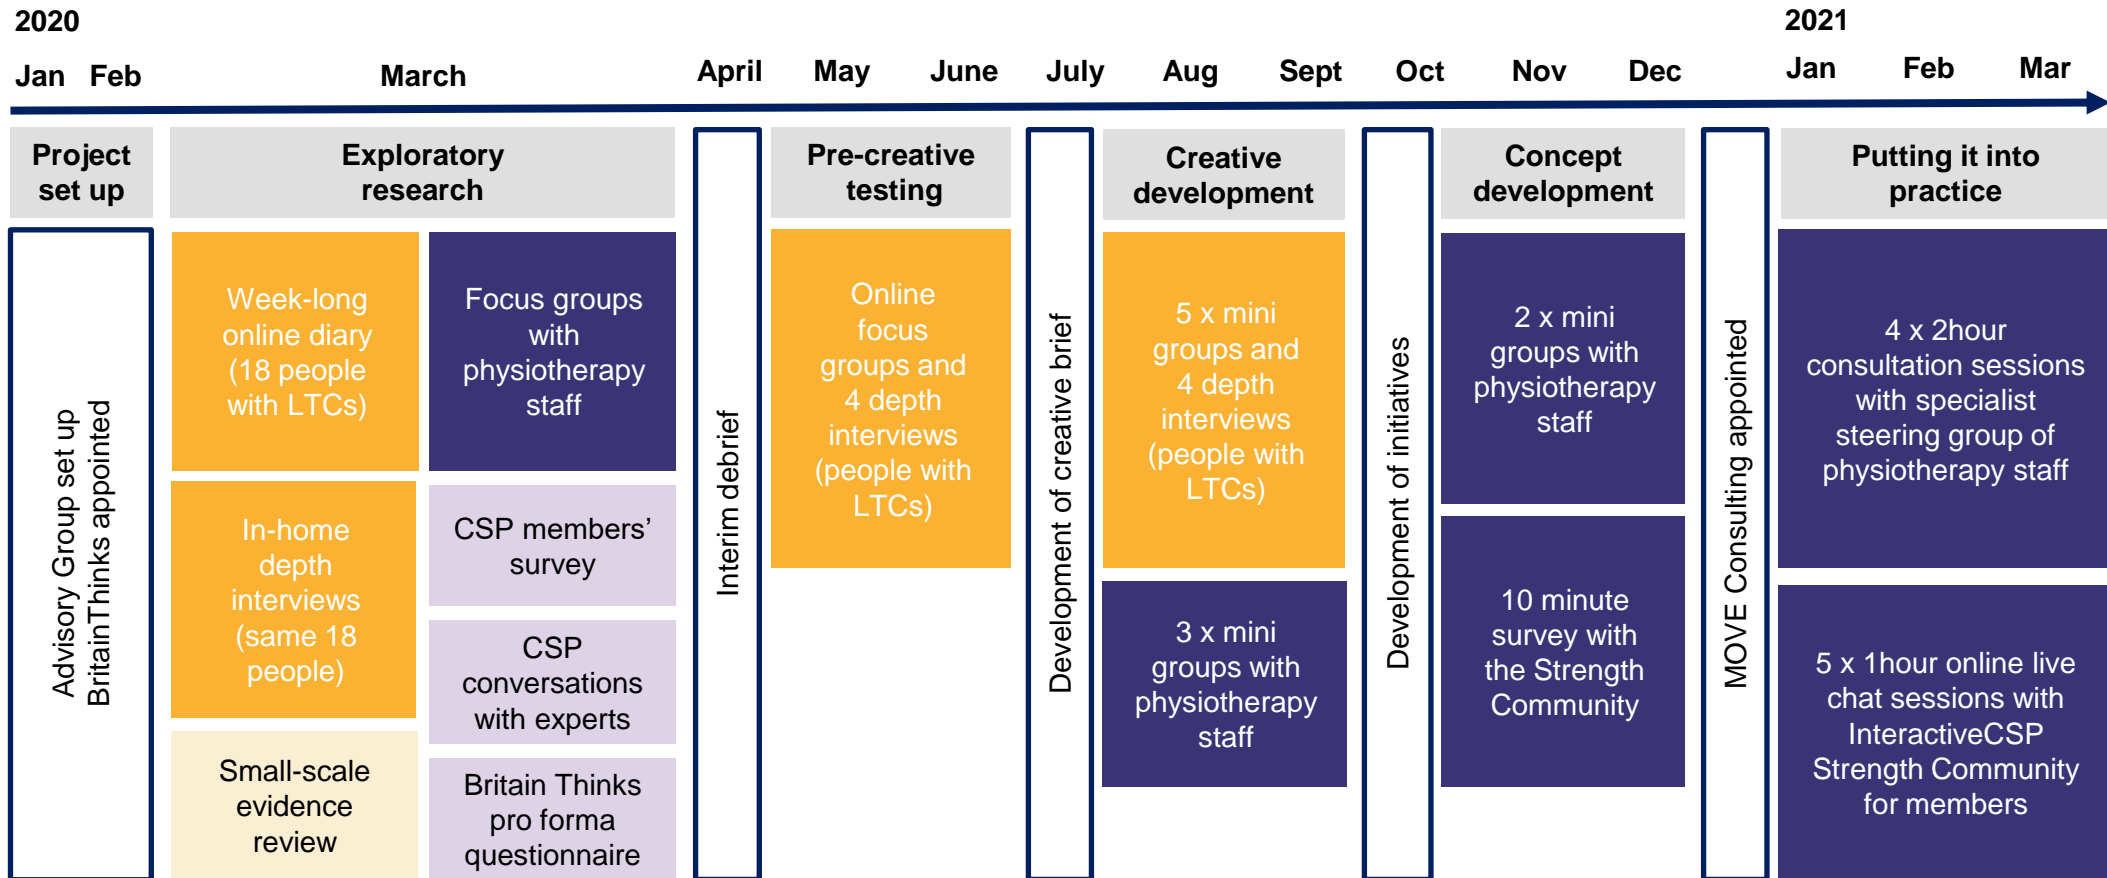 2020
2021
Jan Feb March April May June July Aug Sept Oct Nov Dec Jan Feb Mar
Project
set up
Exploratory
research
Pre-creative
testing
Creative
development
Concept
development
Putting it into
practice
Advisory Group set up
BritainThinks appointed
Week-long
online diary
(18 people
with LTCs)
In-home
depth
interviews
(same 18
people)
Small-scale
evidence
review
Focus groups
with
physiotherapy
staff
CSP members’
survey
CSP
conversations
with experts
Britain Thinks
pro forma
questionnaire
Interim debrief
Online
focus
groups and
4 depth
interviews
(people with
LTCs)
Development of creative brief
5 x mini
groups and
4 depth
interviews
(people with
LTCs)
3 x mini
groups with
physiotherapy
staff
Development of initiatives
2 x mini
groups with
physiotherapy
staff
10 minute
survey with
the Strength
Community
MOVE Consulting appointed
4 x 2hour
consultation sessions
with specialist
steering group of
physiotherapy staff
5 x 1hour online live
chat sessions with
InteractiveCSP
Strength Community
for members